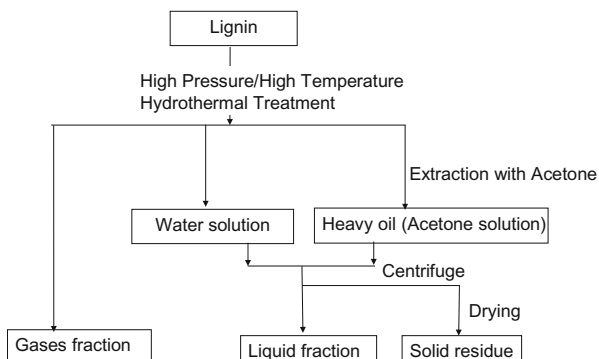 Lignin
High Pressure/High Temperature
Hydrothermal Treatment
Extraction with Acetone
Water solution
Heavy oil (Acetone solution)
Centrifuge
Drying
Gases fraction
Liquid fraction
Solid residue